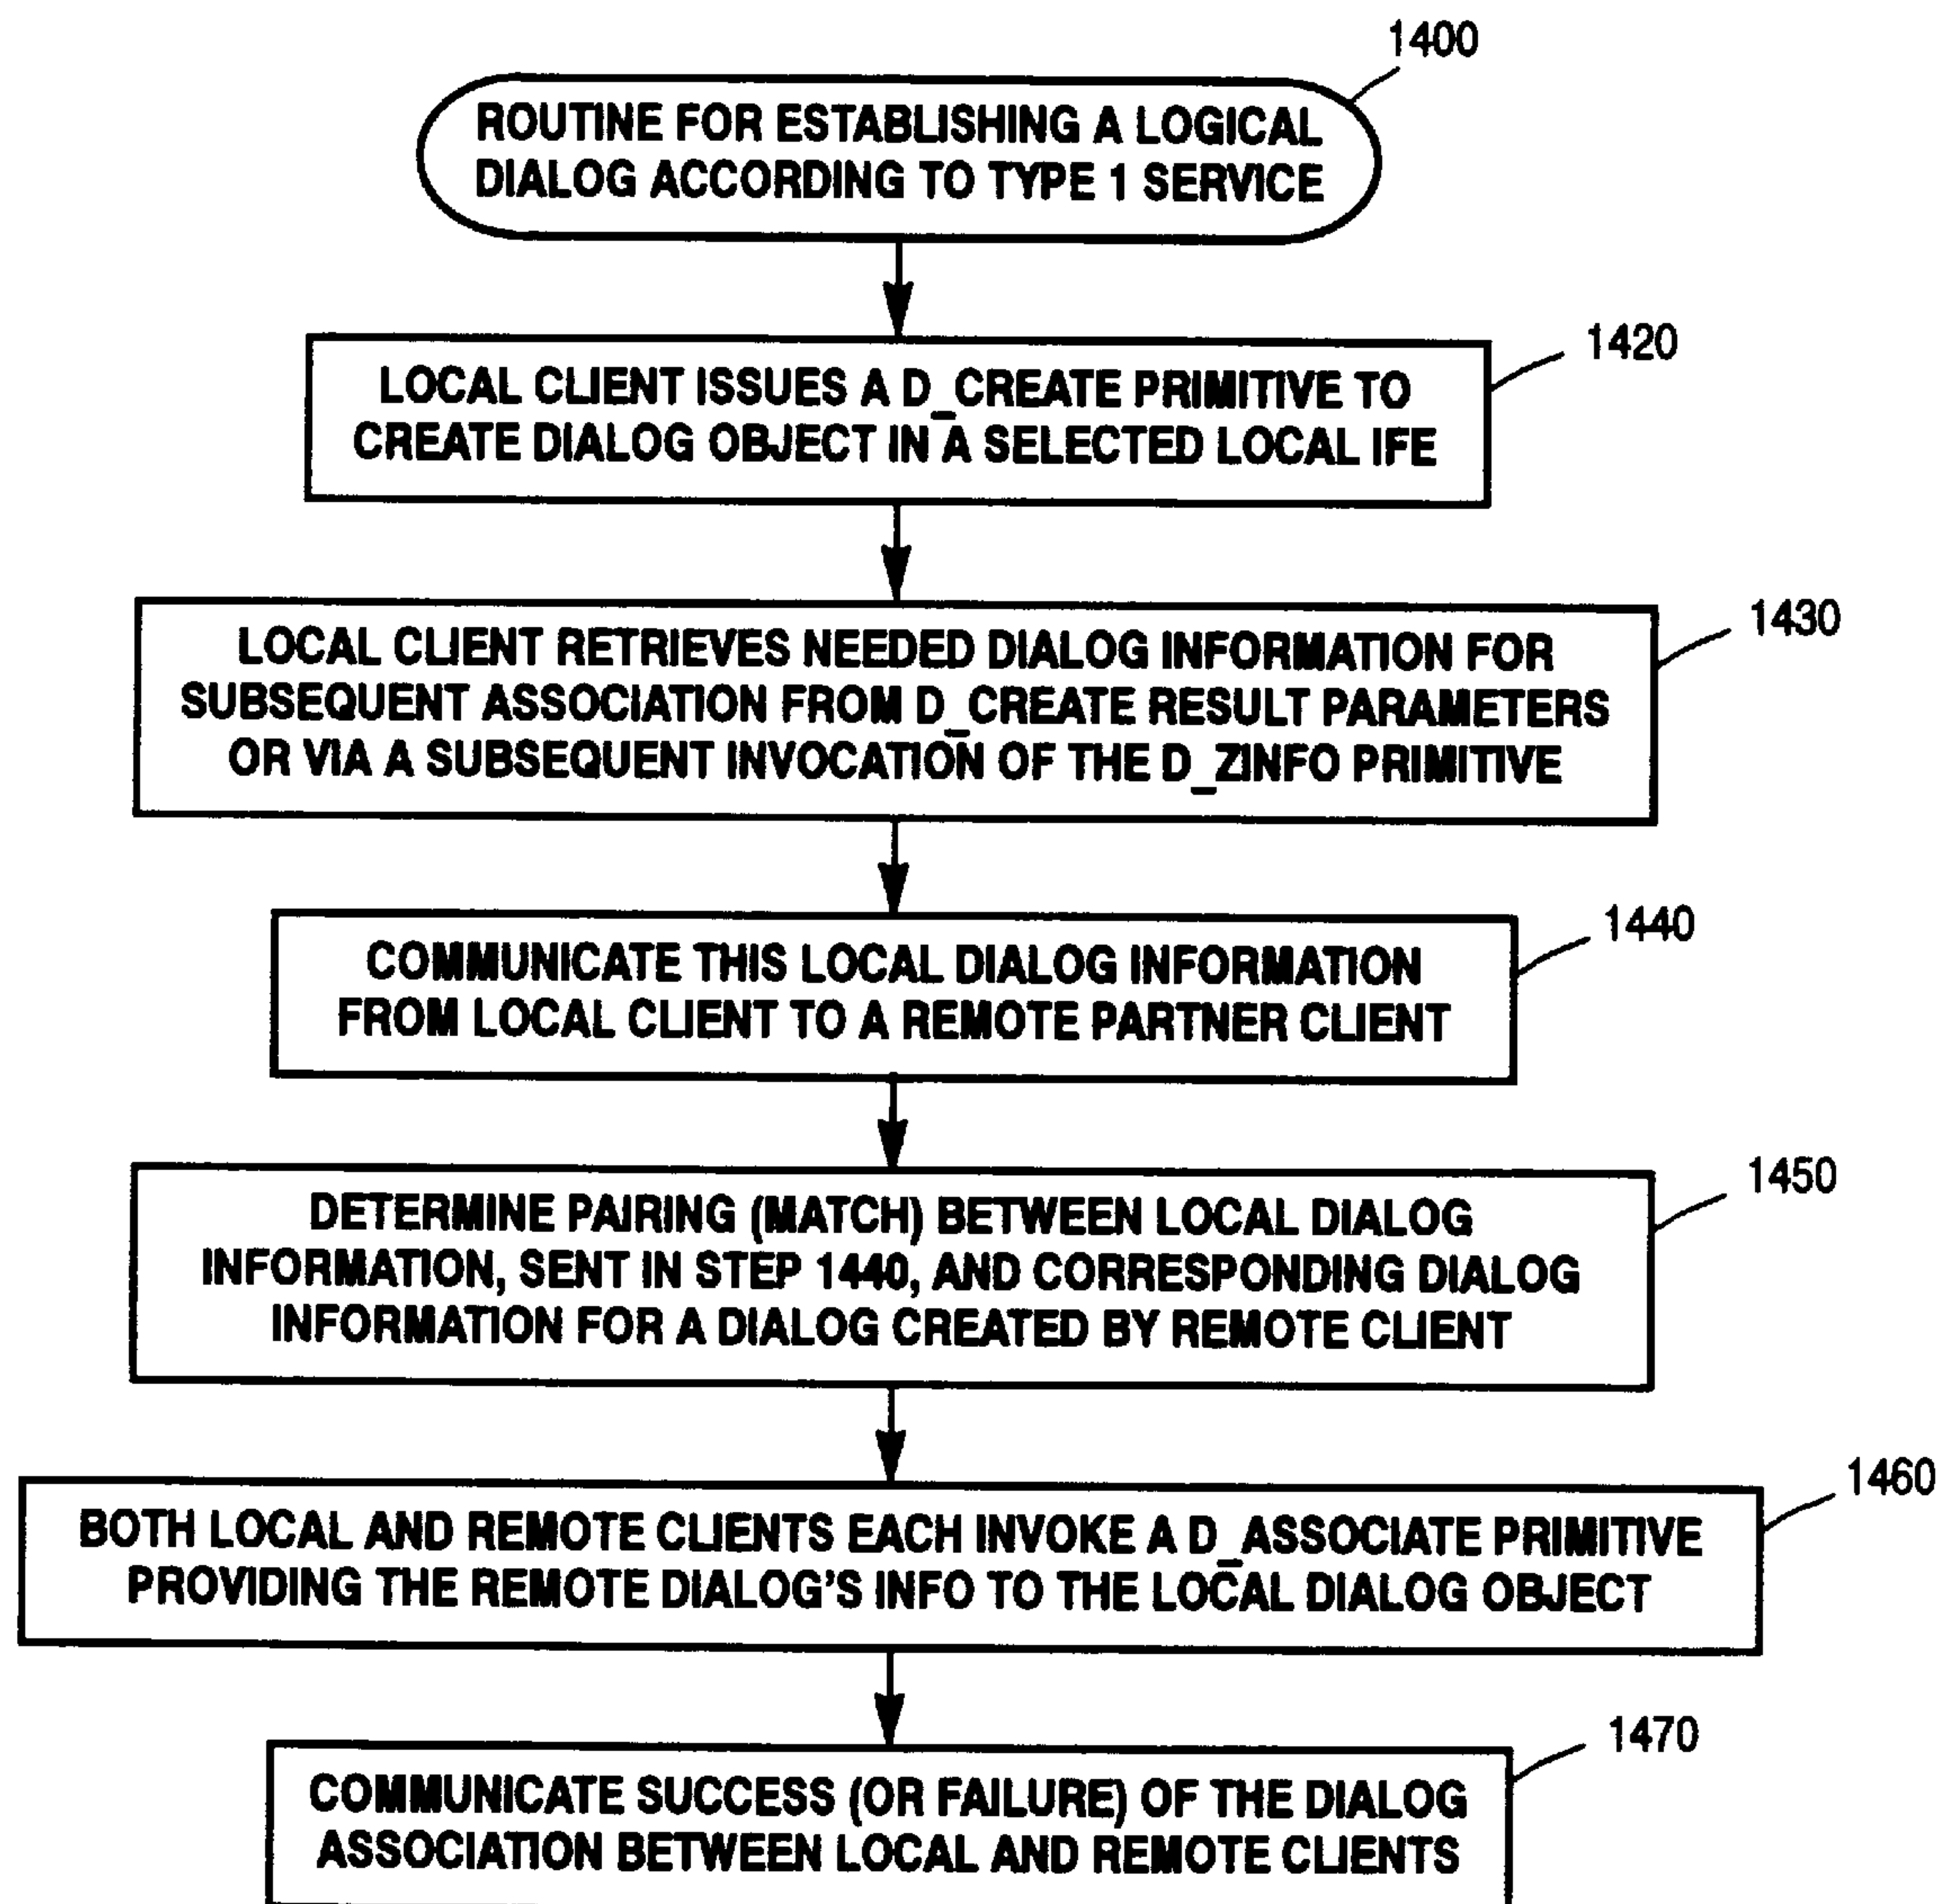 1400
ROUTINE FOR ESTABLISHING A LOGICAL
DIALOG ACCORDING TO TYPE 1 SERVICE
1420
LOCAL CLIENT ISSUES A D_CREATE PRIMITIVE TO
CREATE DIALOG OBJECT IN A SELECTED LOCAL IFE
1430
LOCAL CLIENT RETRIEVES NEEDED DIALOG INFORMATION FOR
SUBSEQUENT ASSOCIATION FROM D_CREATE RESULT PARAMETERS
OR VIA A SUBSEQUENT INVOCATION OF THE D_ZINFO PRIMITIVE
1440
COMMUNICATE THIS LOCAL DIALOG INFORMATION
FROM LOCAL CLIENT TO A REMOTE PARTNER CLIENT
1450
DETERMINE PAIRING (MATCH) BETWEEN LOCAL DIALOG
INFORMATION, SENT IN STEP 1440, AND CORRESPONDING DIALOG
INFORMATION FOR A DIALOG CREATED BY REMOTE CLIENT
1460
BOTH LOCAL AND REMOTE CLIENTS EACH INVOKE A D_ASSOCIATE PRIMITIVE
PROVIDING THE REMOTE DIALOG'S INFO TO THE LOCAL DIALOG OBJECT
1470
COMMUNICATE SUCCESS (OR FAILURE) OF THE DIALOG
ASSOCIATION BETWEEN LOCAL AND REMOTE CLIENTS